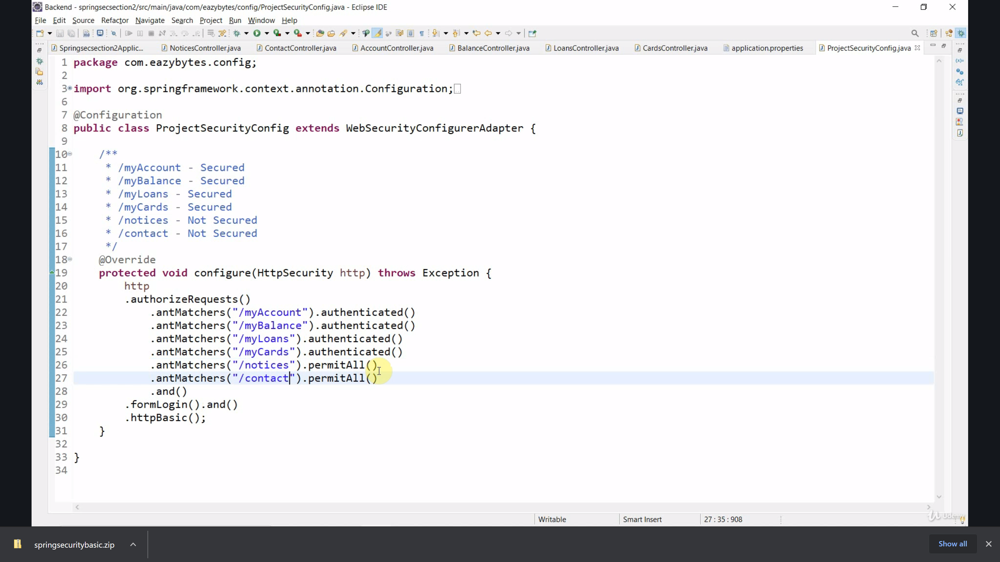 Backend - springsecsection2/src/main/java/com/eazybytes/config/ProjectSecurityConfig.java - Eclipse IDE
File Edit Source Refactor Navigate Search Project Run Window Help
Springsecsection2Applic... NoticesController.java ContactController.java AccountController.java BalanceController.java LoansController.java CardsController.java application.properties ProjectSecurityConfig.java
1 package com.eazybytes.config;
2
3 import org.springframework.context.annotation.Configuration;
6
7 @Configuration
8 public class ProjectSecurityConfig extends WebSecurityConfigurerAdapter {
9
10 /**
11 * /myAccount - Secured
12 * /myBalance - Secured
13 * /myLoans - Secured
14 * /myCards - Secured
15 * /notices - Not Secured
16 * /contact - Not Secured
17 */
18 @Override
19 protected void configure(HttpSecurity http) throws Exception {
20 http
21 .authorizeRequests()
22 .antMatchers("/myAccount").authenticated()
23 .antMatchers("/myBalance").authenticated()
24 .antMatchers("/myLoans").authenticated()
25 .antMatchers("/myCards").authenticated()
26 .antMatchers("/notices").permitAll()
27 .antMatchers("/contact").permitAll()
28 .and()
29 .formLogin().and()
30 .httpBasic();
31 }
32
33 }
34
Writable Smart Insert 27 : 35 : 908
Udemy
springsecuritybasic.zip Show all